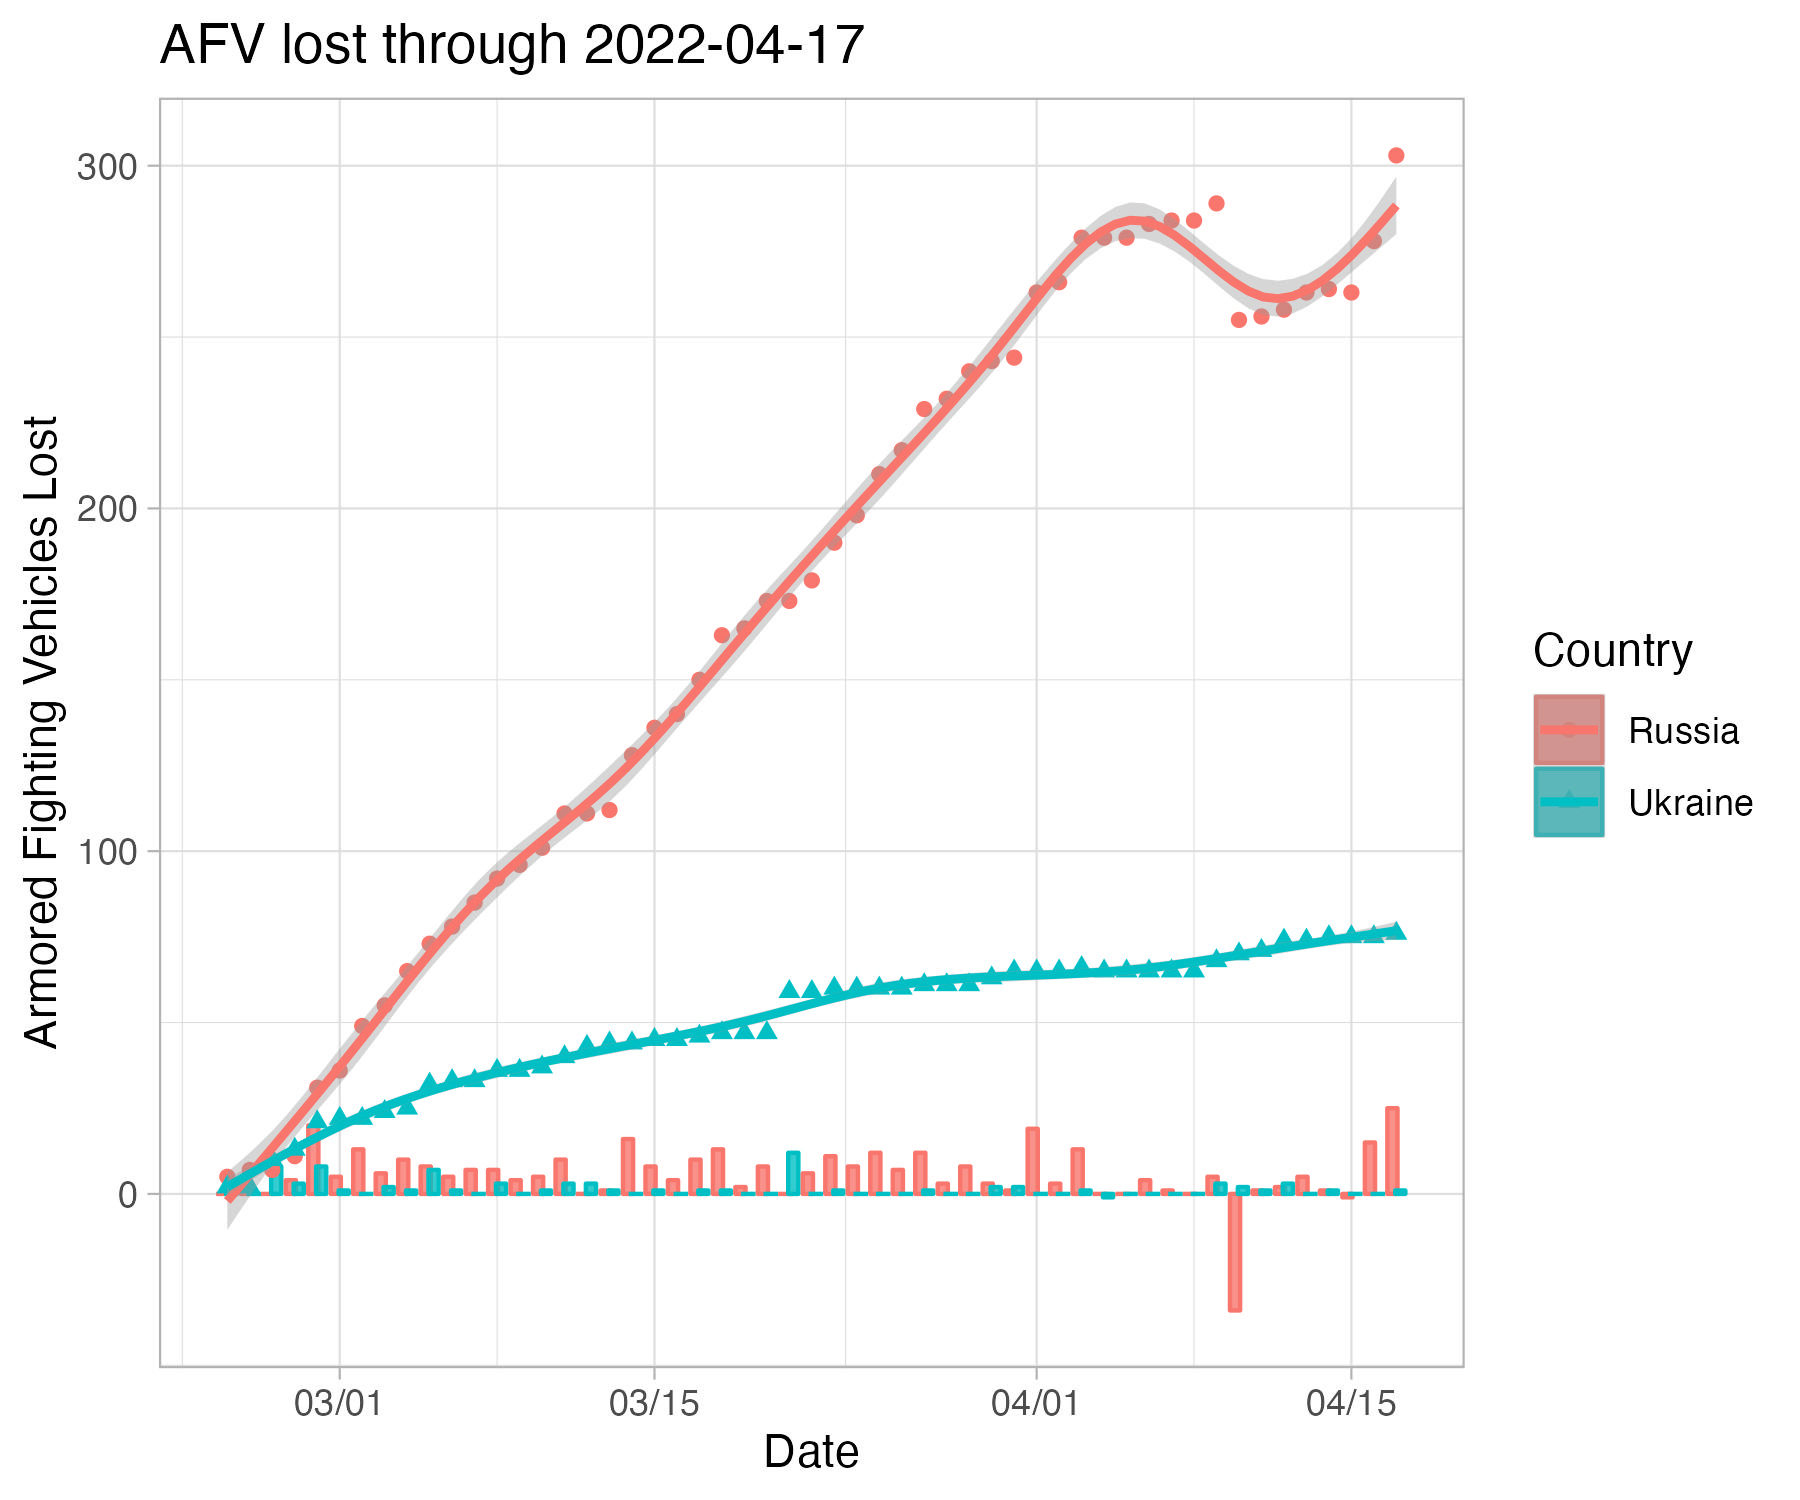 AFV lost through 2022-04-17
Armored Fighting Vehicles Lost
300
200
100
0
03/01
03/15
04/01
04/15
Date
Country
Russia
Ukraine